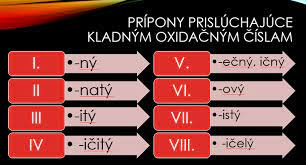 PRÍPONY PRISLÚCHAJÚCE
KLADNÝM OXIDAČNÝM ČÍSLAM
I. • -ný
II • -natý
III • -itý
IV • -ičitý
V. • -ečný, ičný
VI. • -ový
VII. • -istý
VIII. • -ičelý